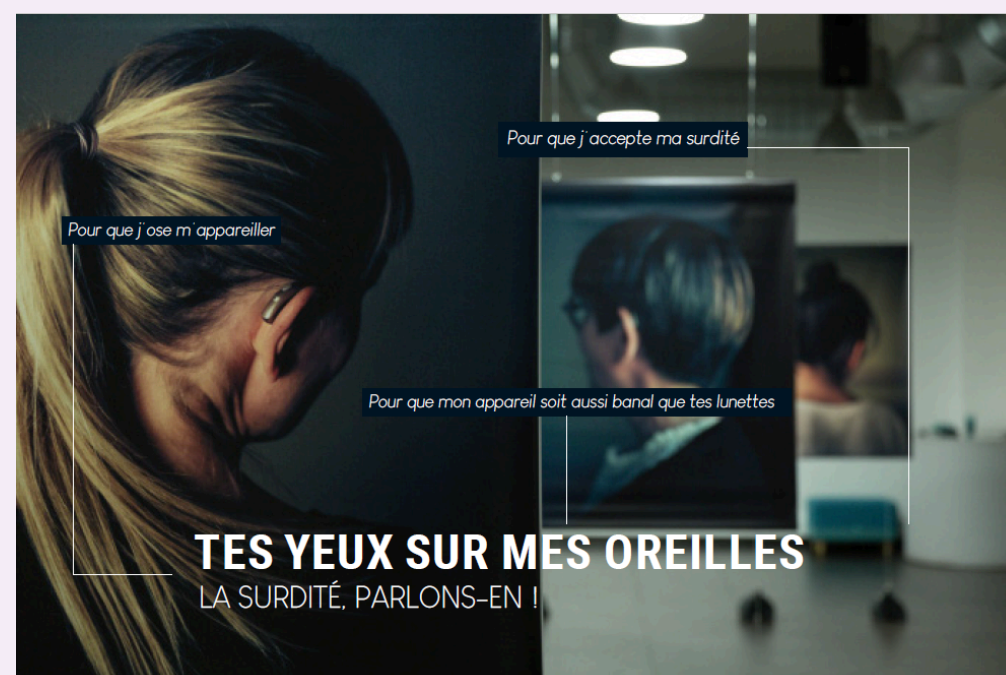 Pour que j'accepte ma surdité
Pour que j'ose m'appareiller
Pour que mon appareil soit aussi banal que tes lunettes
TES YEUX SUR MES OREILLES
LA SURDITÉ, PARLONS-EN !